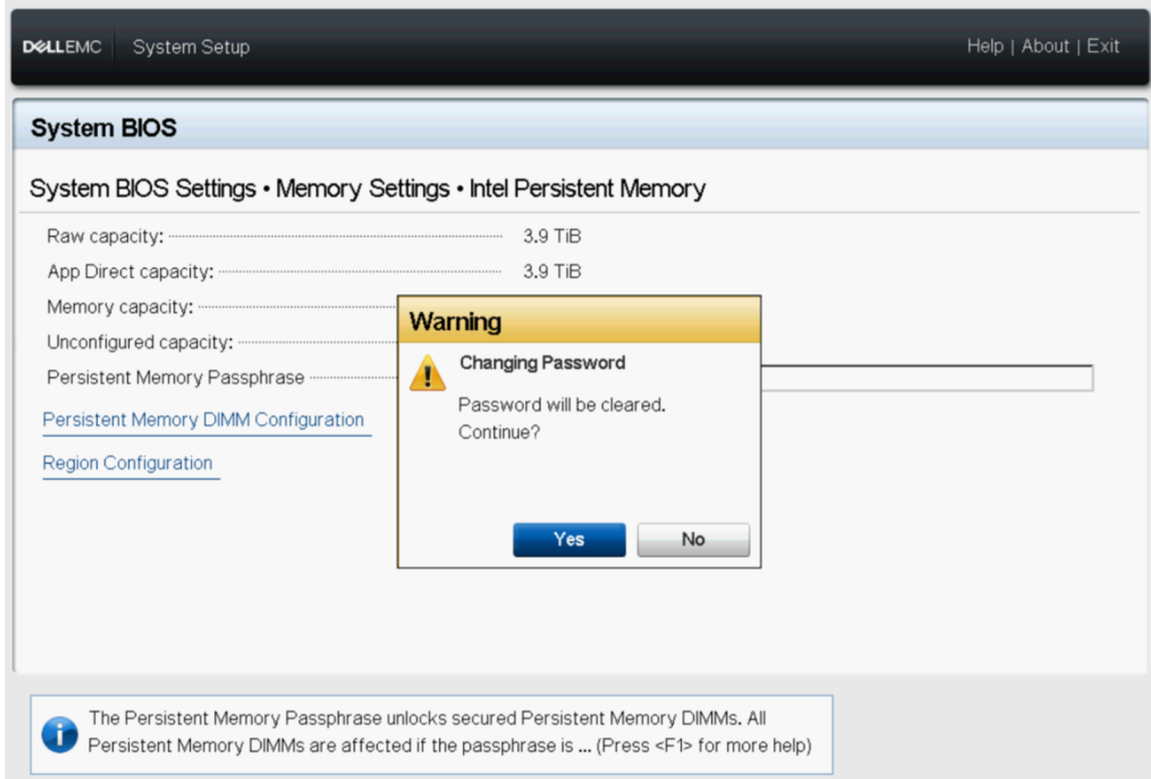 DELLEMC System Setup Help | About | Exit
System BIOS
System BIOS Settings • Memory Settings • Intel Persistent Memory
Raw capacity: 3.9 TiB
App Direct capacity: 3.9 TiB
Memory capacity:
Unconfigured capacity:
Persistent Memory Passphrase
Persistent Memory DIMM Configuration
Region Configuration
Warning
Changing Password
Password will be cleared.
Continue?
Yes No
The Persistent Memory Passphrase unlocks secured Persistent Memory DIMMs. All
Persistent Memory DIMMs are affected if the passphrase is ... (Press <F1> for more help)